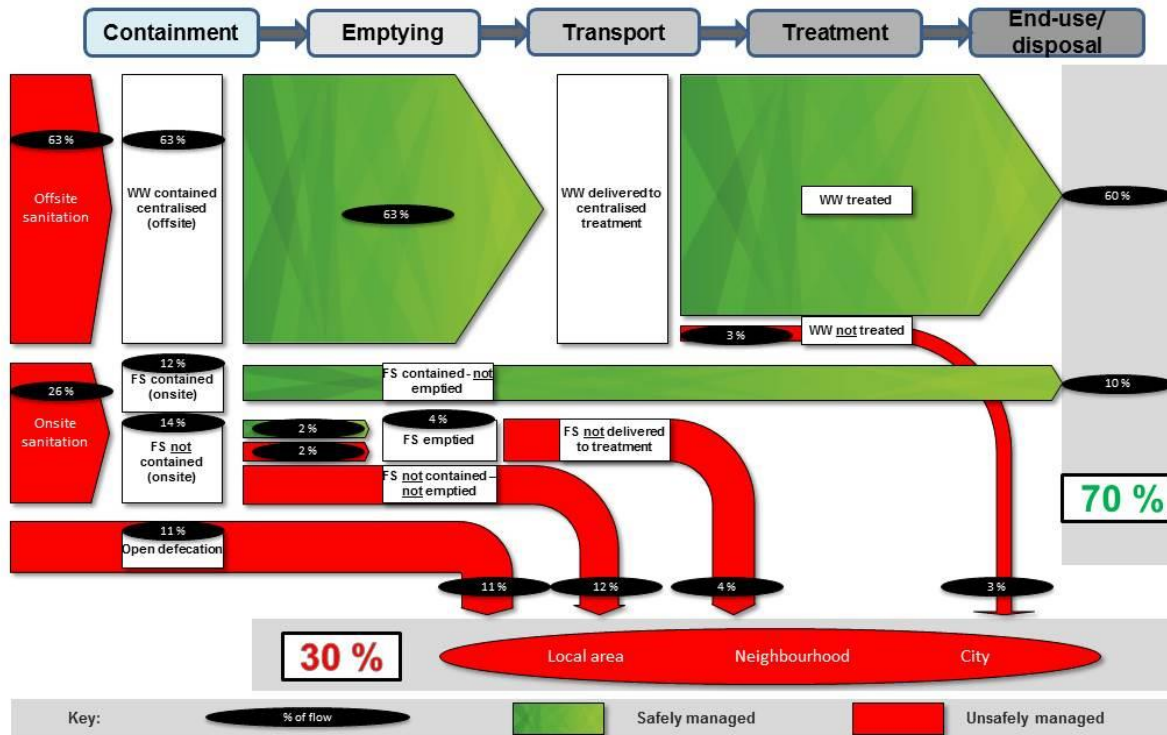 Containment
Emptying
Transport
Treatment
End-use/
disposal
63 %
Offsite
sanitation
63 %
WW contained
centralised
(offsite)
63 %
WW delivered to
centralised
treatment
WW treated
60 %
3 %
WW not treated
26 %
Onsite
sanitation
12 %
FS contained
(onsite)
FS contained - not
emptied
10 %
14 %
FS not
contained
(onsite)
2 %
2 %
4 %
FS emptied
FS not delivered
to treatment
FS not contained –
not emptied
70 %
11 %
Open defecation
11 %
12 %
4 %
3 %
30 %
Local area
Neighbourhood
City
Key:
% of flow
Safely managed
Unsafely managed